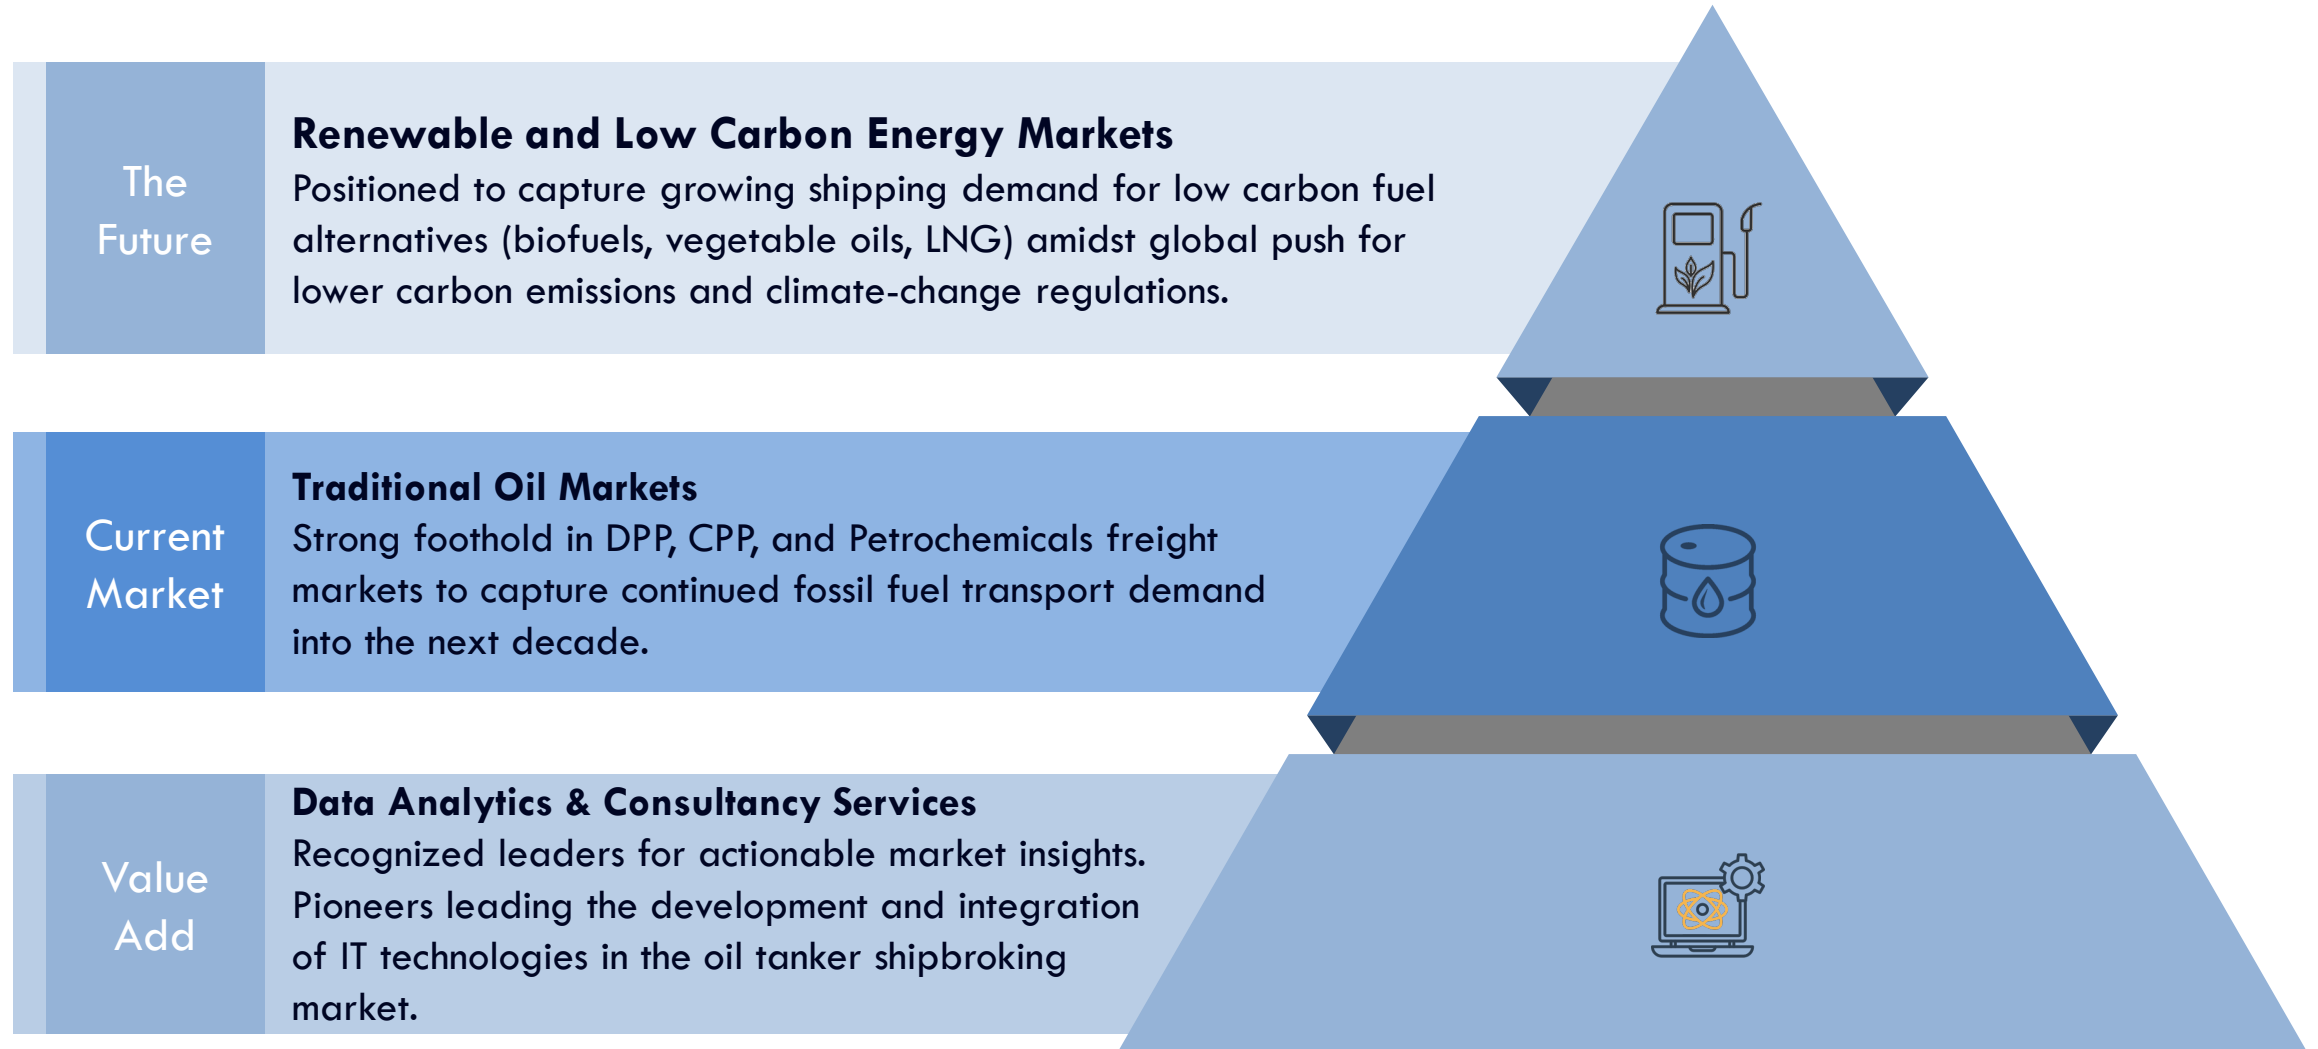 The
Future
Renewable and Low Carbon Energy Markets
Positioned to capture growing shipping demand for low carbon fuel
alternatives (biofuels, vegetable oils, LNG) amidst global push for
lower carbon emissions and climate-change regulations.
Current
Market
Traditional Oil Markets
Strong foothold in DPP, CPP, and Petrochemicals freight
markets to capture continued fossil fuel transport demand
into the next decade.
Value
Add
Data Analytics & Consultancy Services
Recognized leaders for actionable market insights.
Pioneers leading the development and integration
of IT technologies in the oil tanker shipbroking
market.